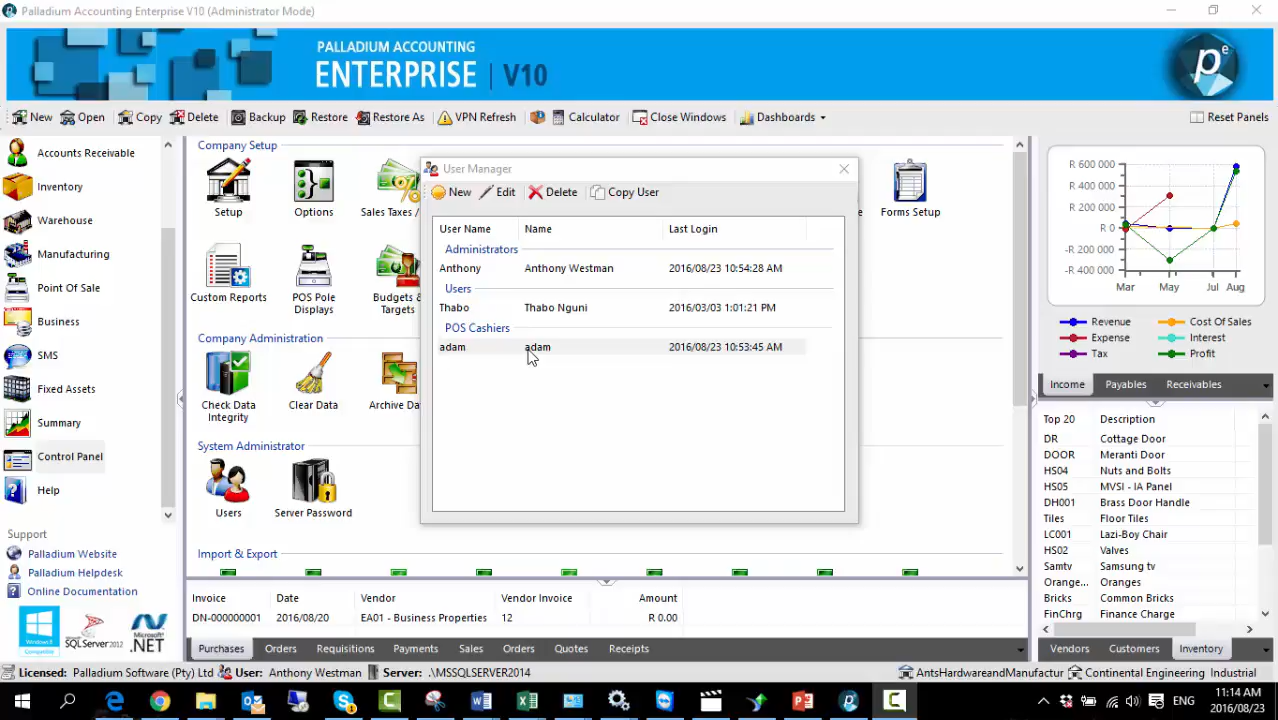 Palladium Accounting Enterprise V10 (Administrator Mode)
PALLADIUM ACCOUNTING
ENTERPRISE | V10
pe
New Open Copy Delete Backup Restore Restore As VPN Refresh Calculator Close Windows Dashboards Reset Panels
Accounts Receivable
Inventory
Warehouse
Manufacturing
Point Of Sale
Business
SMS
Fixed Assets
Summary
Control Panel
Help
Support
Palladium Website
Palladium Helpdesk
Online Documentation
Windows 8
Compatible
SQLServer2012
Microsoft
.NET
Company Setup
Setup
Options
Sales Taxes /
Forms Setup
Custom Reports
POS Pole
Displays
Budgets &
Targets
Company Administration
Check Data
Integrity
Clear Data
Archive Da
System Administrator
Users
Server Password
Import & Export
User Manager
New Edit Delete Copy User
User Name Name Last Login
Administrators
Anthony Anthony Westman 2016/08/23 10:54:28 AM
Users
Thabo Thabo Nguni 2016/03/03 1:01:21 PM
POS Cashiers
adam adam 2016/08/23 10:53:45 AM
R 600 000
R 400 000
R 200 000
R 0
-R 200 000
-R 400 000
Mar May Jul Aug
Revenue Cost Of Sales
Expense Interest
Tax Profit
Income Payables Receivables
Top 20 Description
DR Cottage Door
DOOR Meranti Door
HS04 Nuts and Bolts
HS05 MVSI - IA Panel
DH001 Brass Door Handle
Tiles Floor Tiles
LC001 Lazi-Boy Chair
HS02 Valves
Samtv Samsung tv
Orange... Oranges
Bricks Common Bricks
FinChrg Finance Charge
Vendors Customers Inventory
Invoice Date Vendor Vendor Invoice Amount
DN-000000001 2016/08/20 EA01 - Business Properties 12 R 0.00
Purchases Orders Requisitions Payments Sales Orders Quotes Receipts
Licensed: Palladium Software (Pty) Ltd User: Anthony Westman Server: .\MSSQLSERVER2014 AntsHardwareandManufactur Continental Engineering Industrial
ENG
11:14 AM
2016/08/23